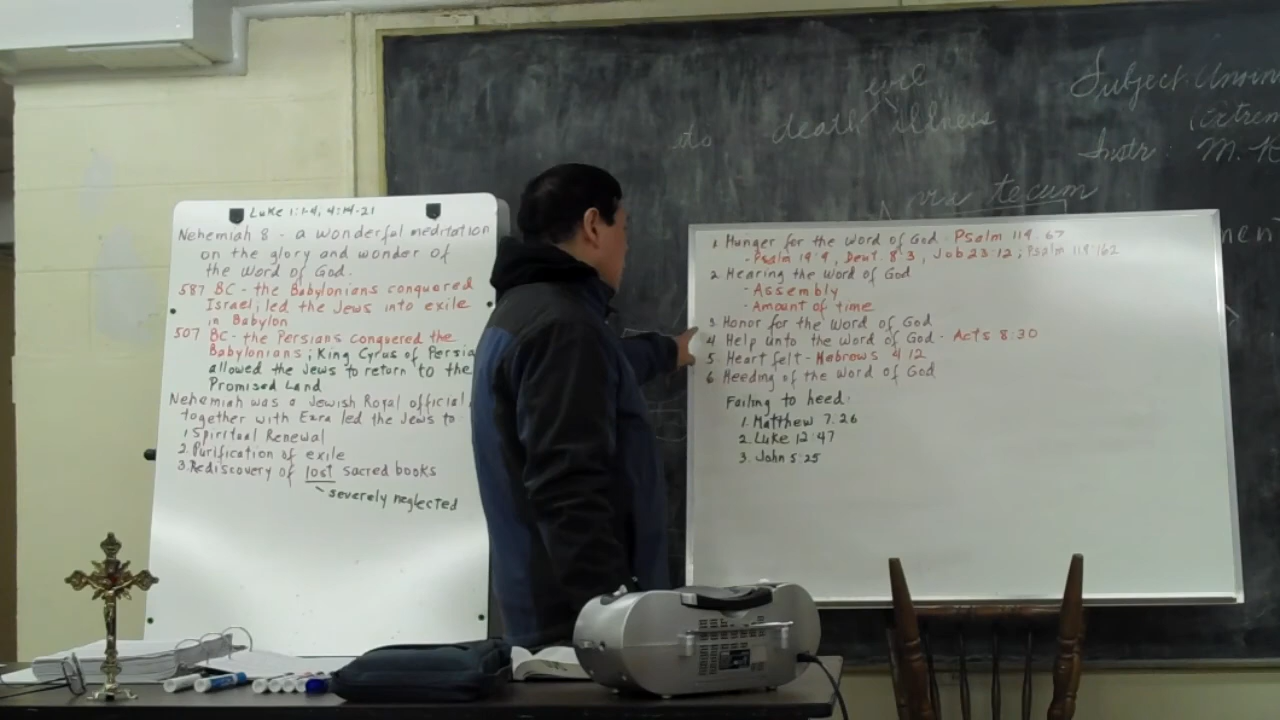 Luke 1:1-4, 4:14-21
Nehemiah 8 - a wonderful meditation
on the glory and wonder of
the Word of God.
587 BC - the Babylonians conquered
Israel; led the Jews into exile
in Babylon
507 BC - the Persians conquered the
Babylonians; King Cyrus of Persia
allowed the Jews to return to the
Promised Land
Nehemiah was a Jewish Royal official,
together with Ezra led the Jews to
1. Spiritual Renewal
2. Purification of exile
3. Rediscovery of lost sacred books
severely neglected
1. Hunger for the Word of God - Psalm 119:67
- Psalm 19:9, Deut. 8:3, Job 23:12; Psalm 119:162
2. Hearing the Word of God
- Assembly
- Amount of time
3. Honor for the Word of God
4. Help unto the Word of God - Acts 8:30
5. Heart felt - Hebrows 4:12
6. Heeding of the Word of God
Failing to heed:
1. Matthew 7:26
2. Luke 12:47
3. John 5:25
evil
to death illness
Subject:
Instr: M.
via tecum